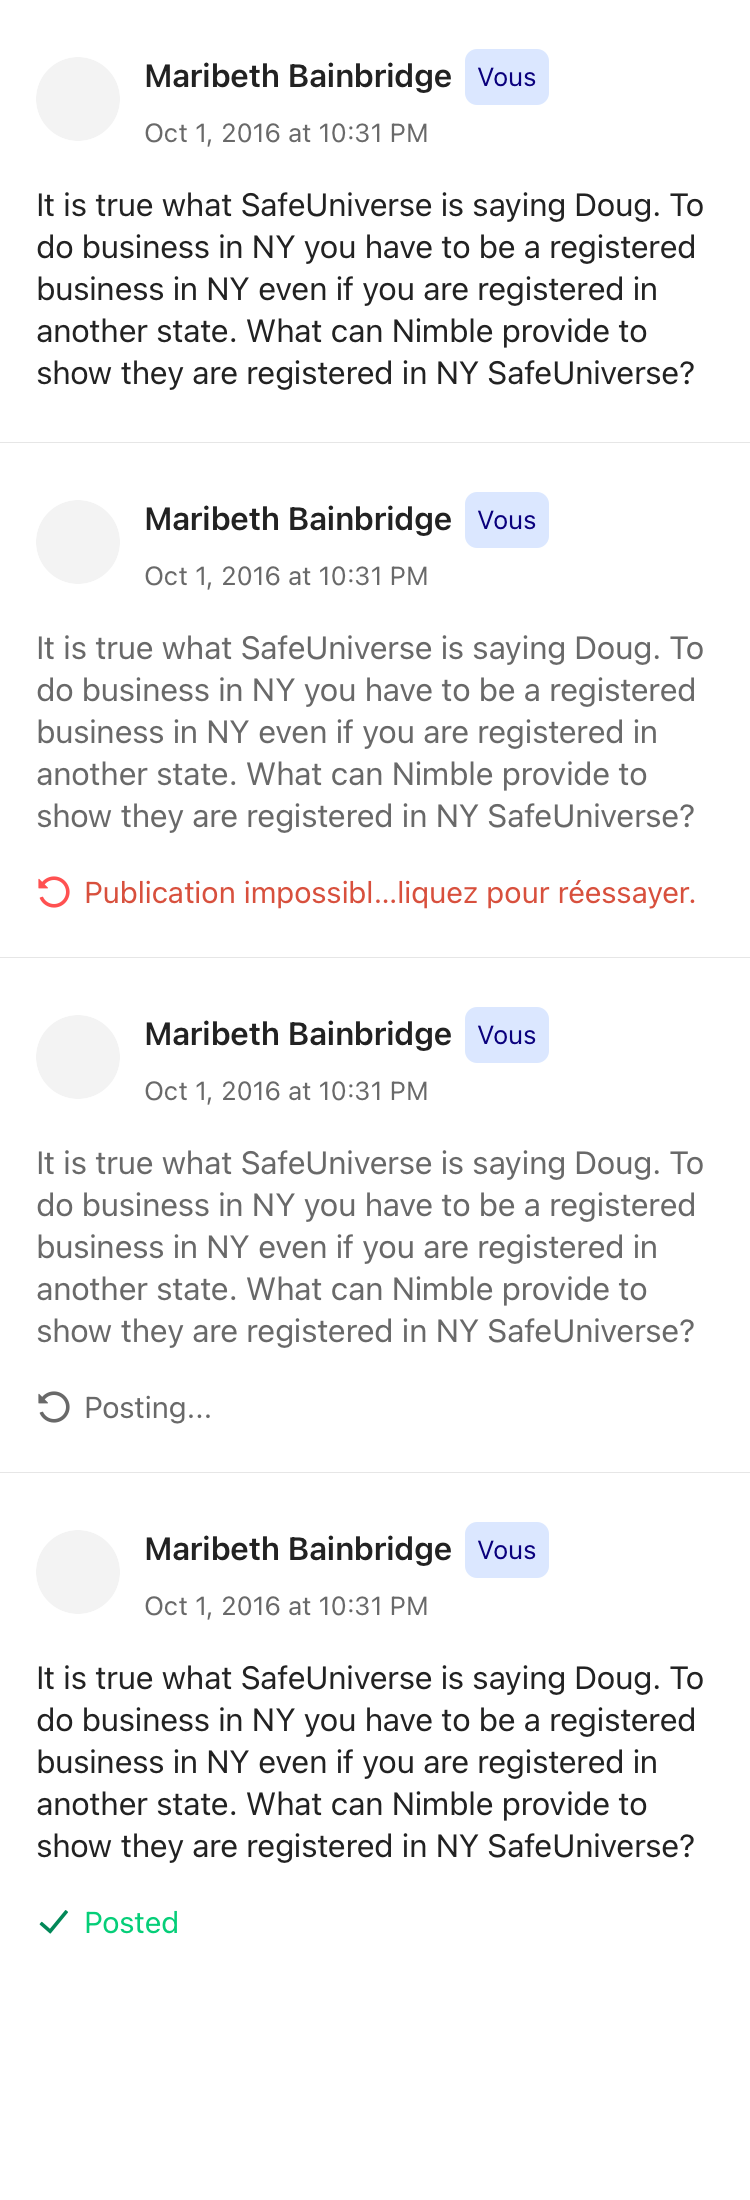 Maribeth Bainbridge Vous
Oct 1, 2016 at 10:31 PM
It is true what SafeUniverse is saying Doug. To
do business in NY you have to be a registered
business in NY even if you are registered in
another state. What can Nimble provide to
show they are registered in NY SafeUniverse?
Maribeth Bainbridge Vous
Oct 1, 2016 at 10:31 PM
It is true what SafeUniverse is saying Doug. To
do business in NY you have to be a registered
business in NY even if you are registered in
another state. What can Nimble provide to
show they are registered in NY SafeUniverse?
Publication impossibl...liquez pour réessayer.
Maribeth Bainbridge Vous
Oct 1, 2016 at 10:31 PM
It is true what SafeUniverse is saying Doug. To
do business in NY you have to be a registered
business in NY even if you are registered in
another state. What can Nimble provide to
show they are registered in NY SafeUniverse?
Posting...
Maribeth Bainbridge Vous
Oct 1, 2016 at 10:31 PM
It is true what SafeUniverse is saying Doug. To
do business in NY you have to be a registered
business in NY even if you are registered in
another state. What can Nimble provide to
show they are registered in NY SafeUniverse?
Posted